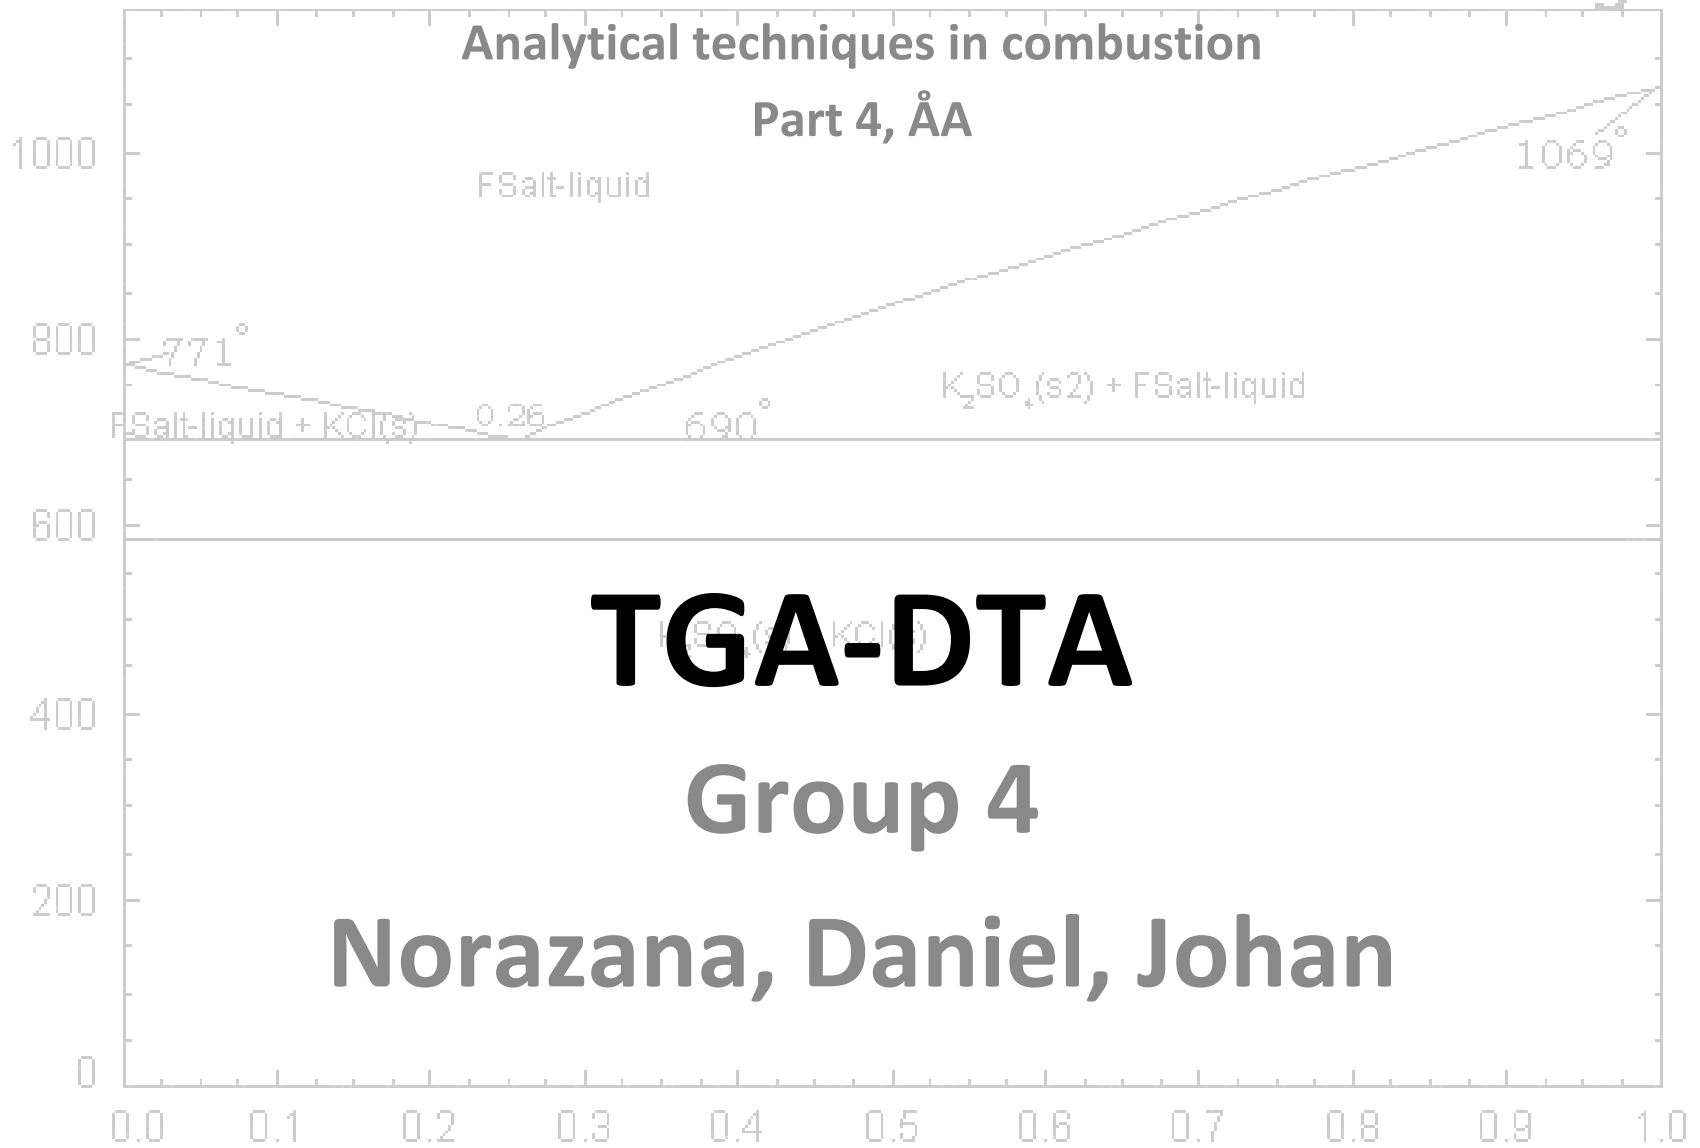 Analytical techniques in combustion
Part 4, ÅA
1000
1069°
FSalt-liquid
800
771°
K₂SO₄(s2) + FSalt-liquid
FSalt-liquid + KCl(s)
0.26
690°
600
TGA-DTA
400
Group 4
200
Norazana, Daniel, Johan
0
0.0 0.1 0.2 0.3 0.4 0.5 0.6 0.7 0.8 0.9 1.0